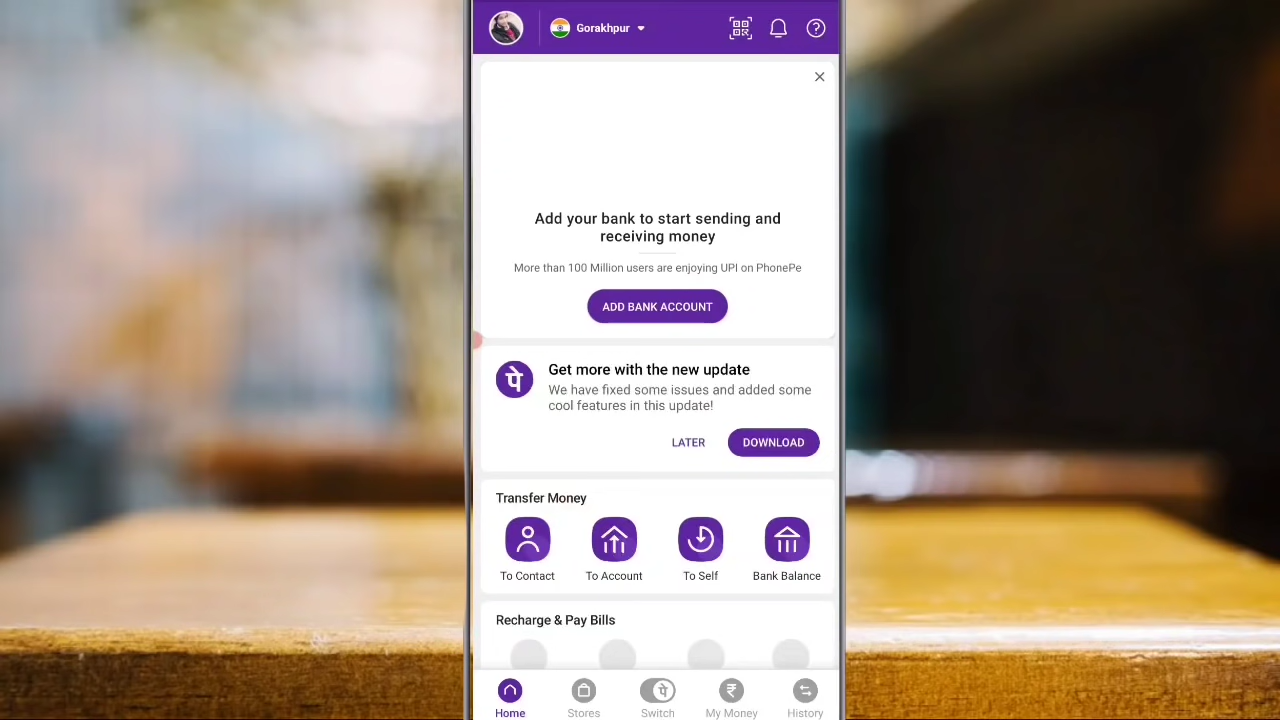 Gorakhpur
Add your bank to start sending and
receiving money
More than 100 Million users are enjoying UPI on PhonePe
ADD BANK ACCOUNT
पे
Get more with the new update
We have fixed some issues and added some
cool features in this update!
LATER
DOWNLOAD
Transfer Money
To Contact
To Account
To Self
Bank Balance
Recharge & Pay Bills
Home
Stores
पे
Switch
₹
My Money
History